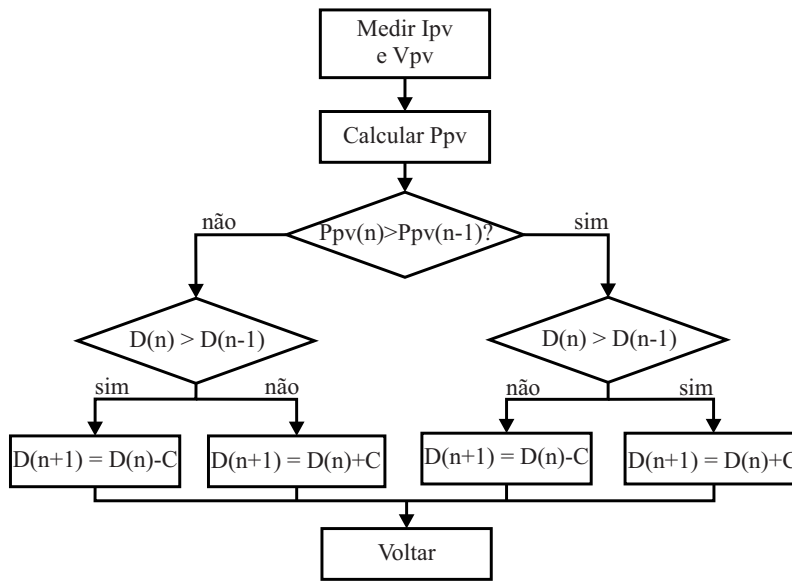 Medir Ipv
e Vpv
Calcular Ppv
não
Ppv(n)>Ppv(n-1)?
sim
D(n) > D(n-1)
D(n) > D(n-1)
sim
não
não
sim
D(n+1) = D(n)-C
D(n+1) = D(n)+C
D(n+1) = D(n)-C
D(n+1) = D(n)+C
Voltar